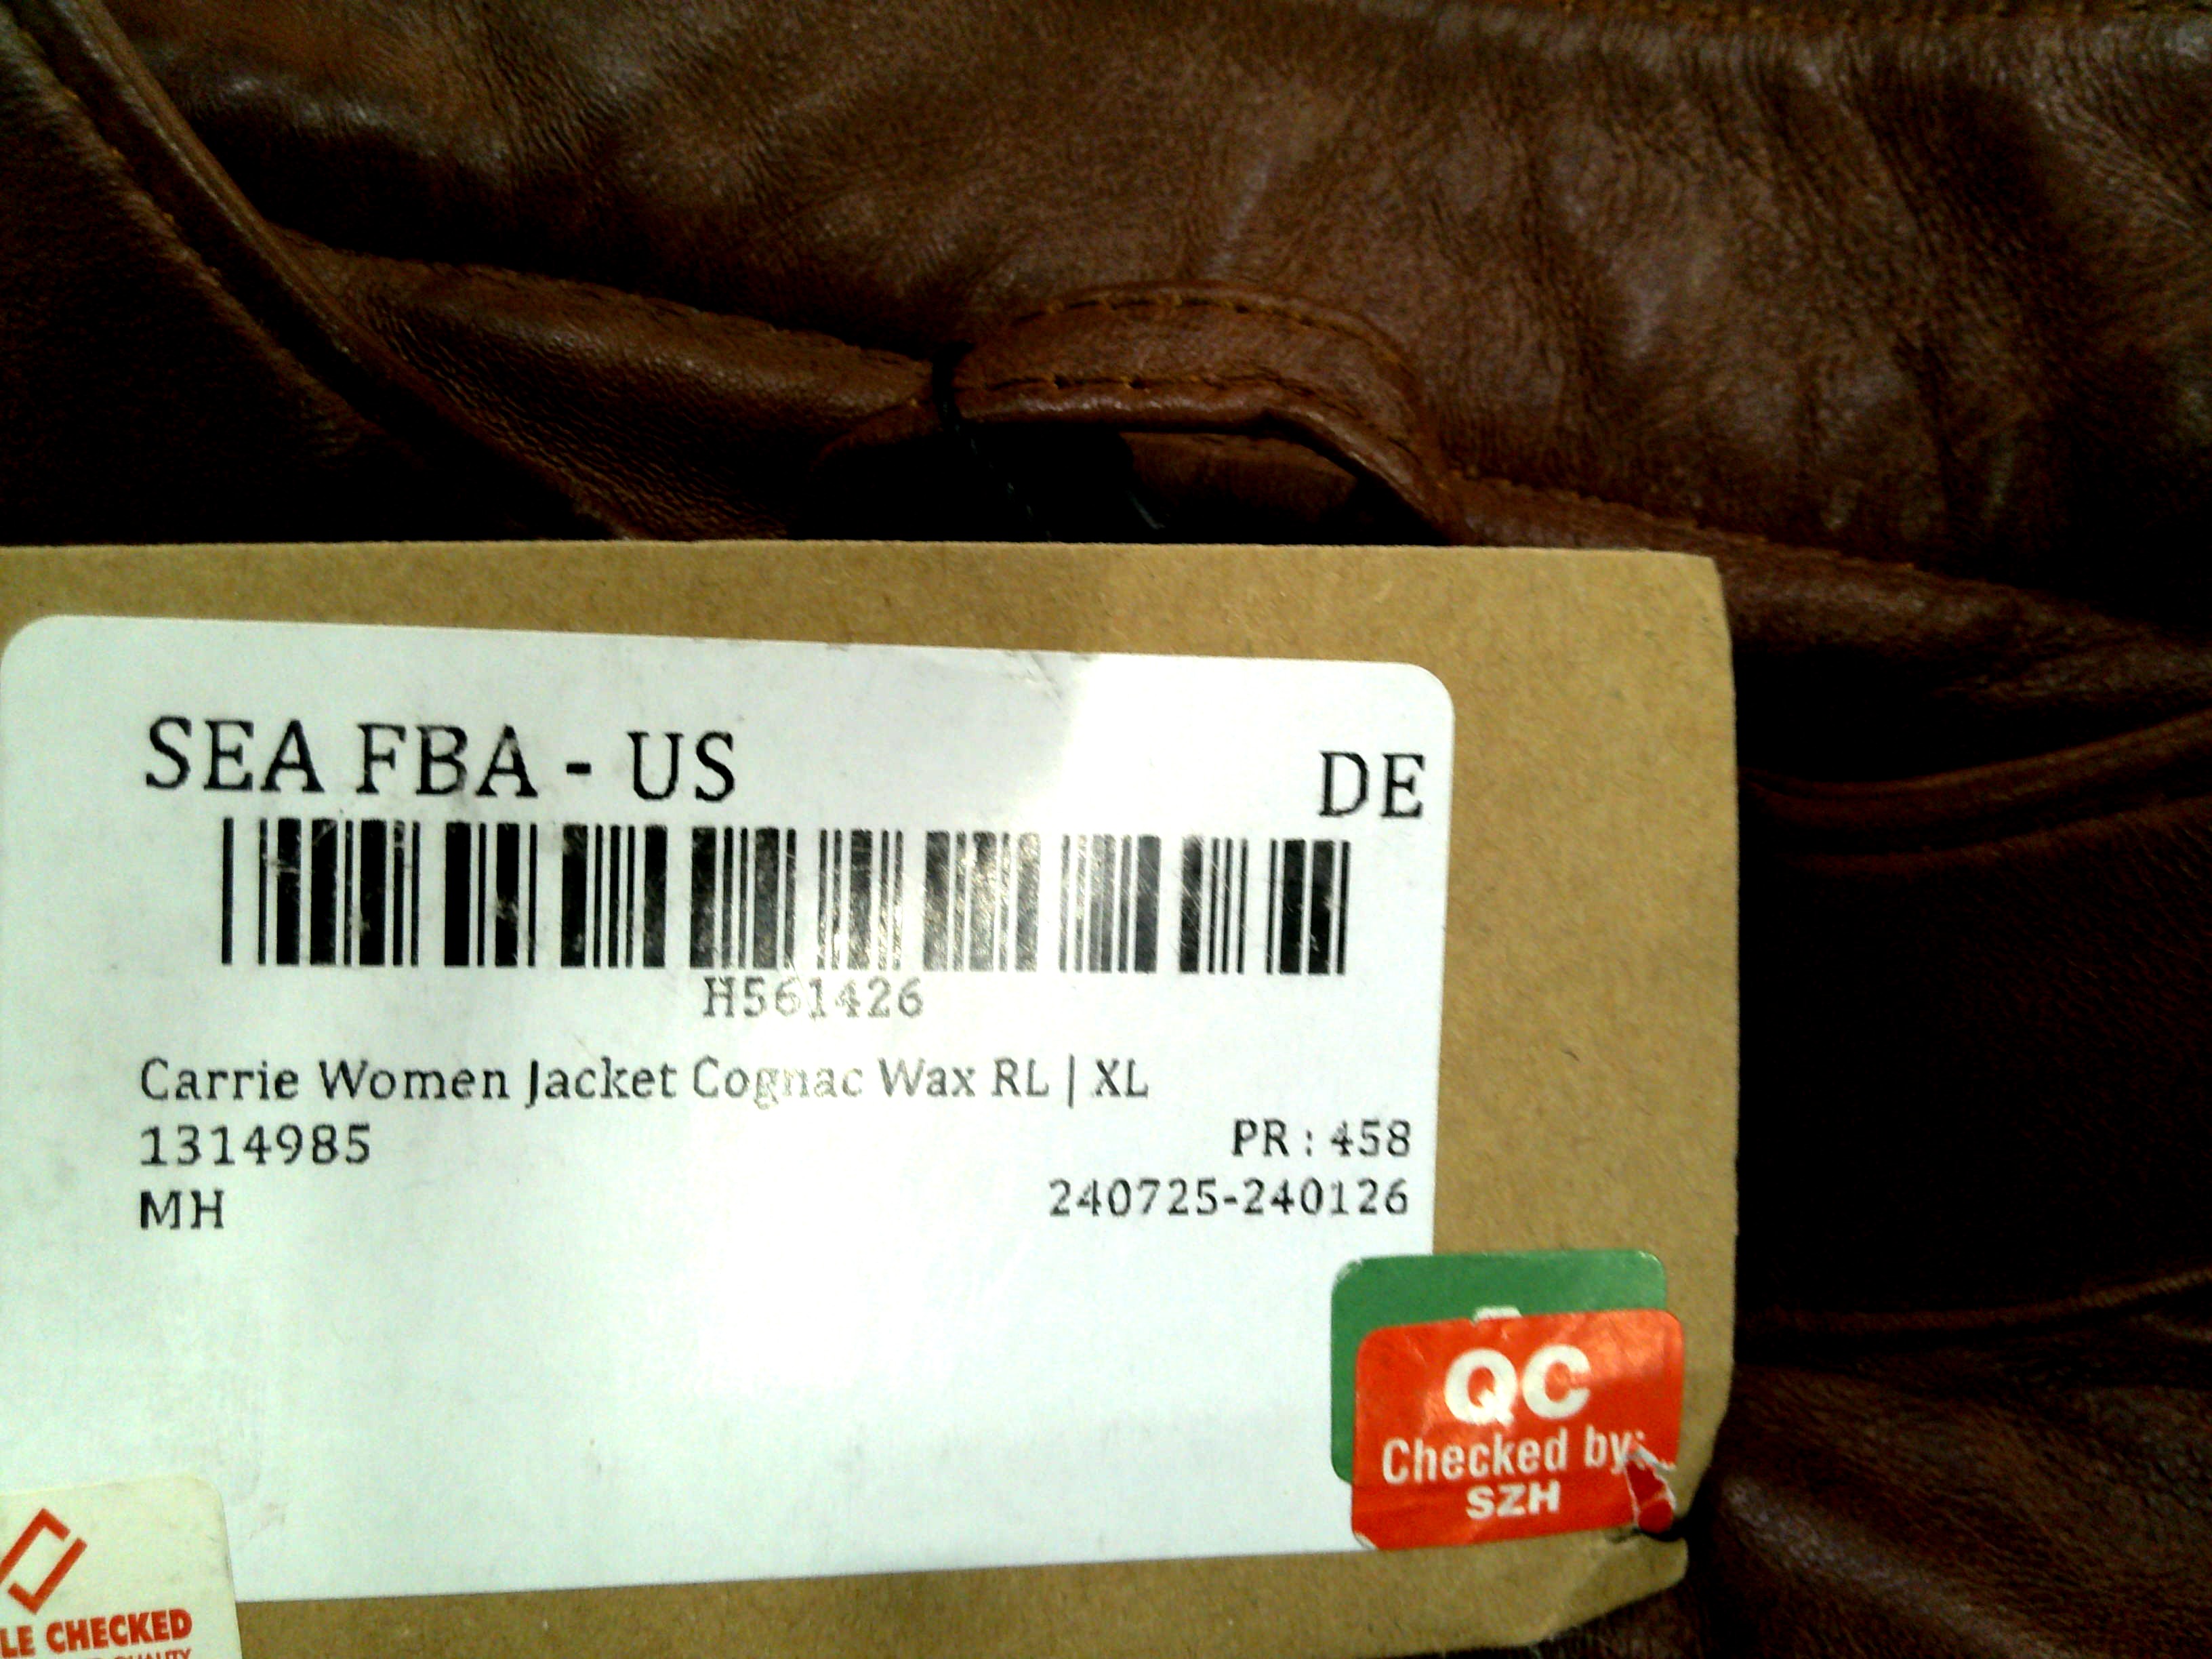 SEA FBA - US
DE
H561426
Carrie Women Jacket Cognac Wax RL | XL
1314985
PR : 458
MH
240725-240126
QC
Checked by:
SZH
LE CHECKED
QUALITY